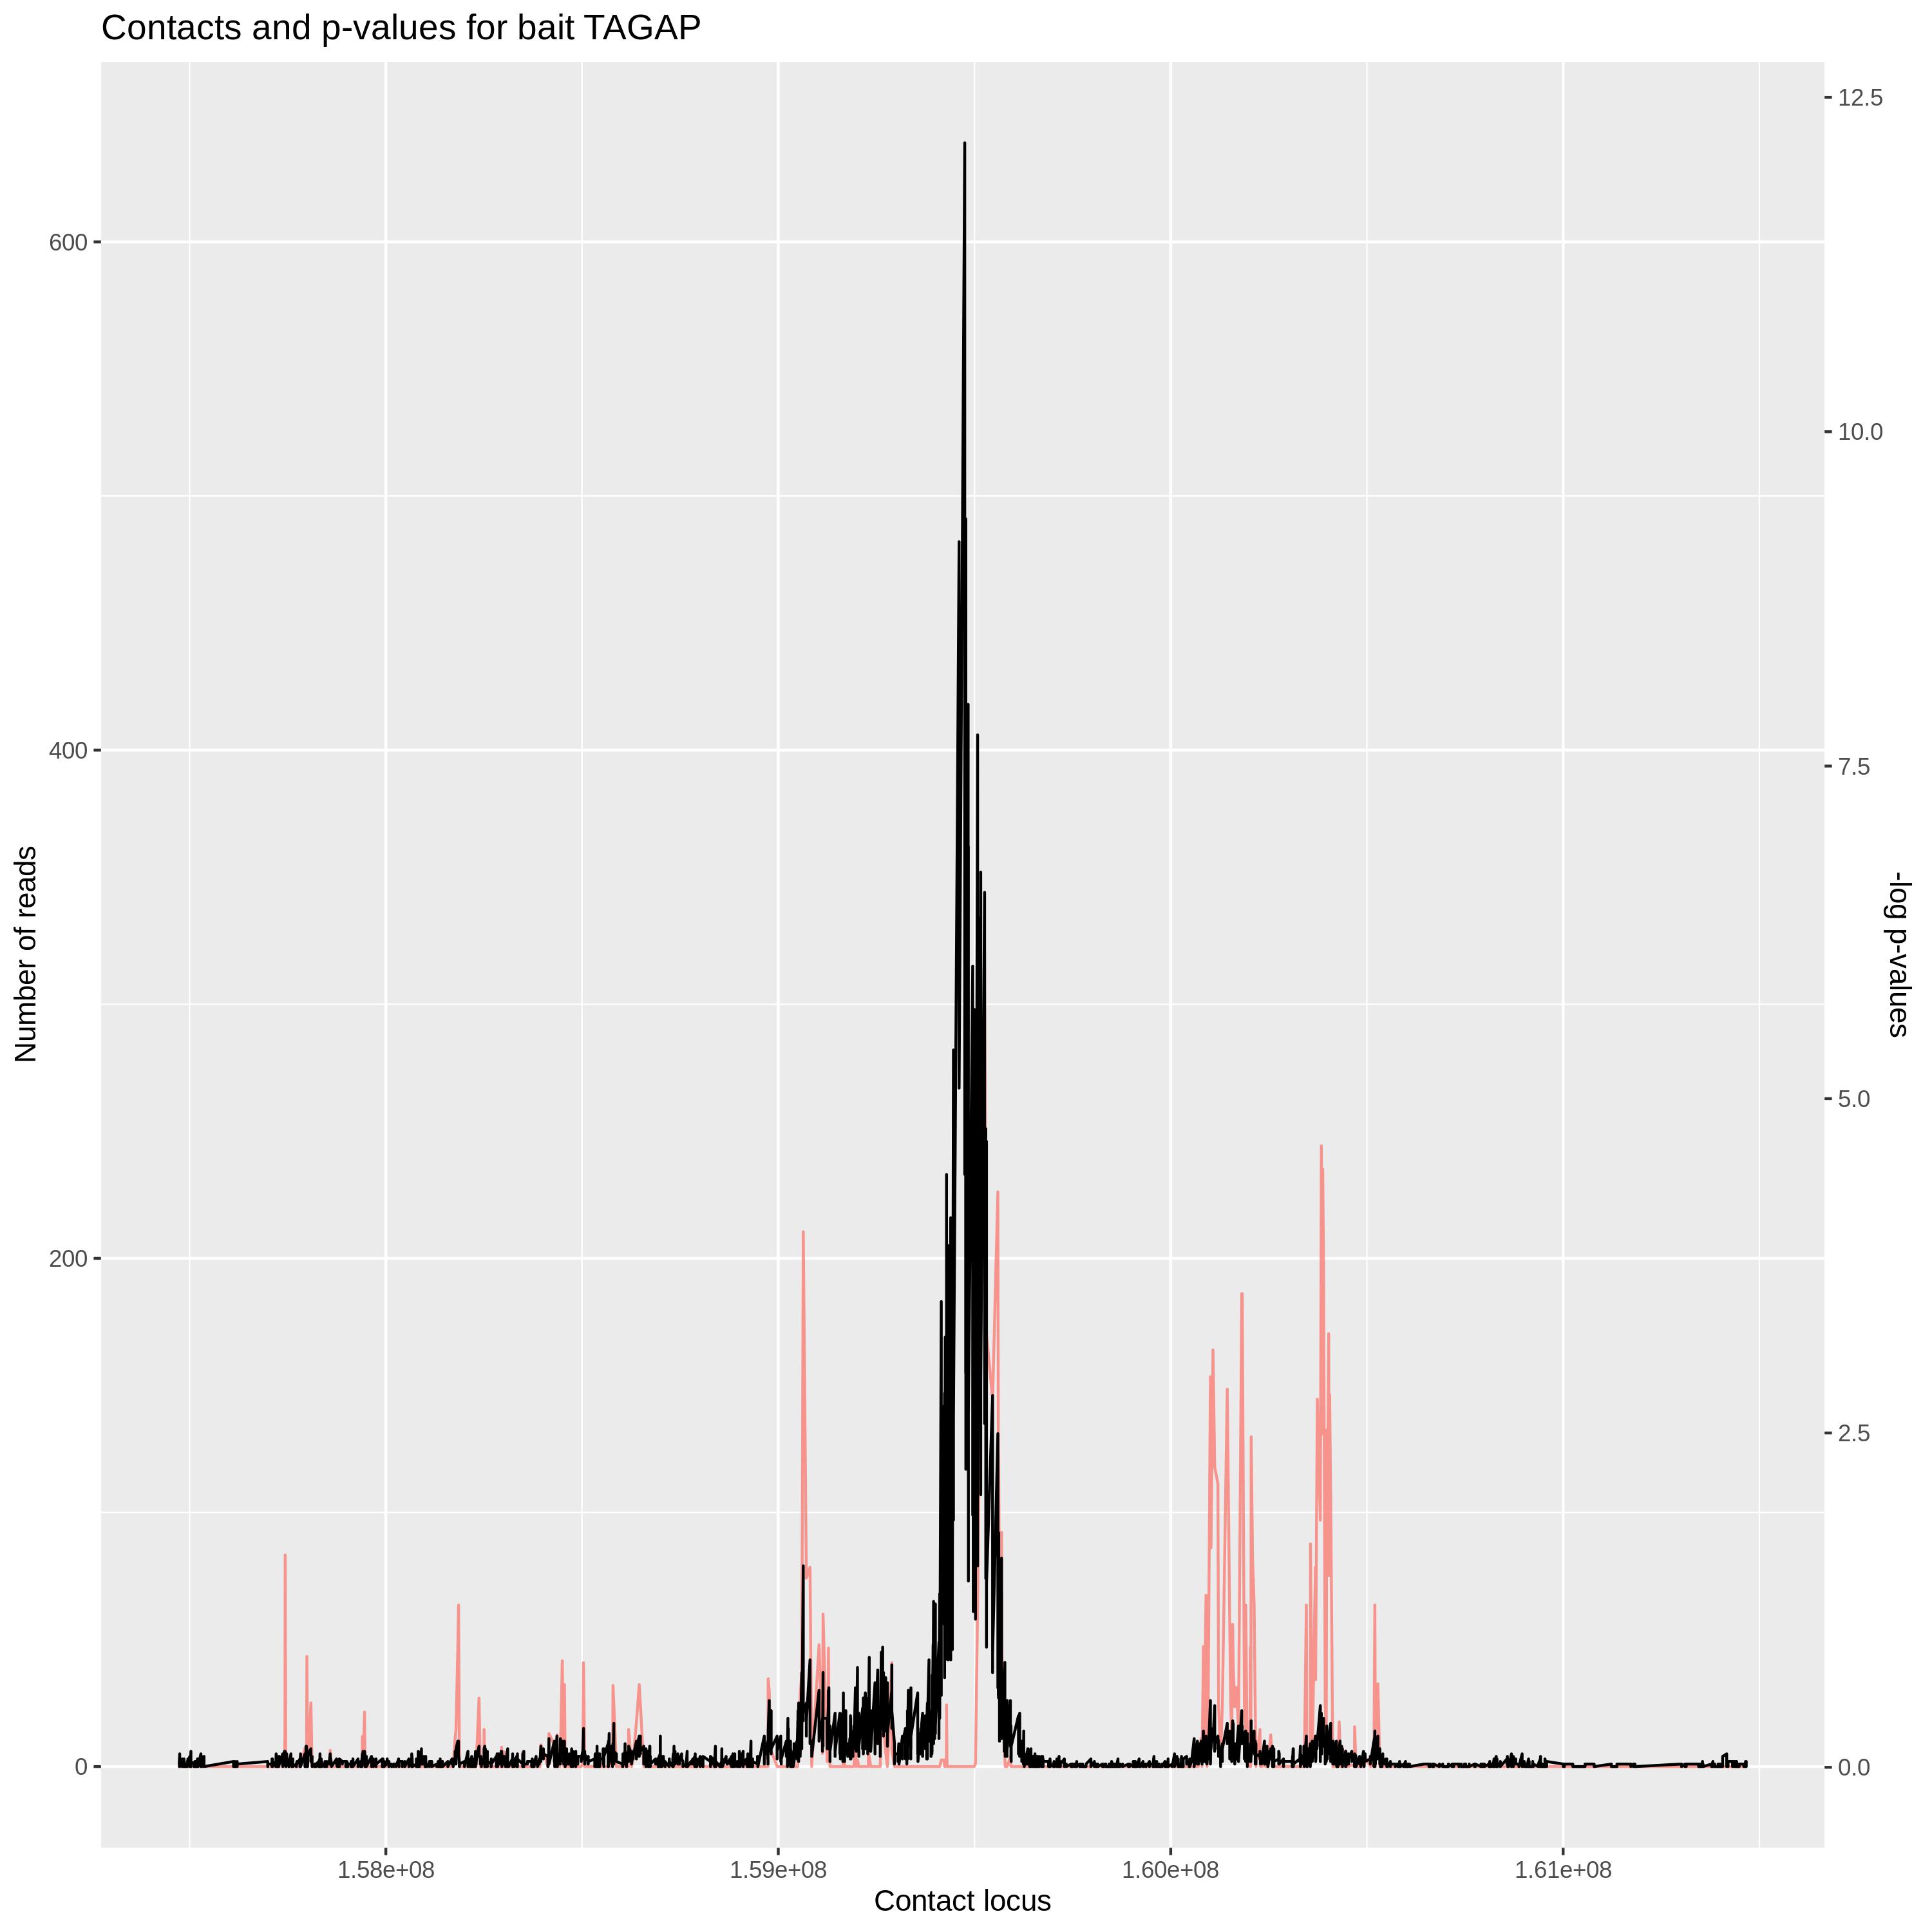 Contacts and p-values for bait TAGAP
Number of reads
600
400
200
0
12.5
10.0
7.5
5.0
2.5
0.0
-log p-values
1.58e+08
1.59e+08
1.60e+08
1.61e+08
Contact locus